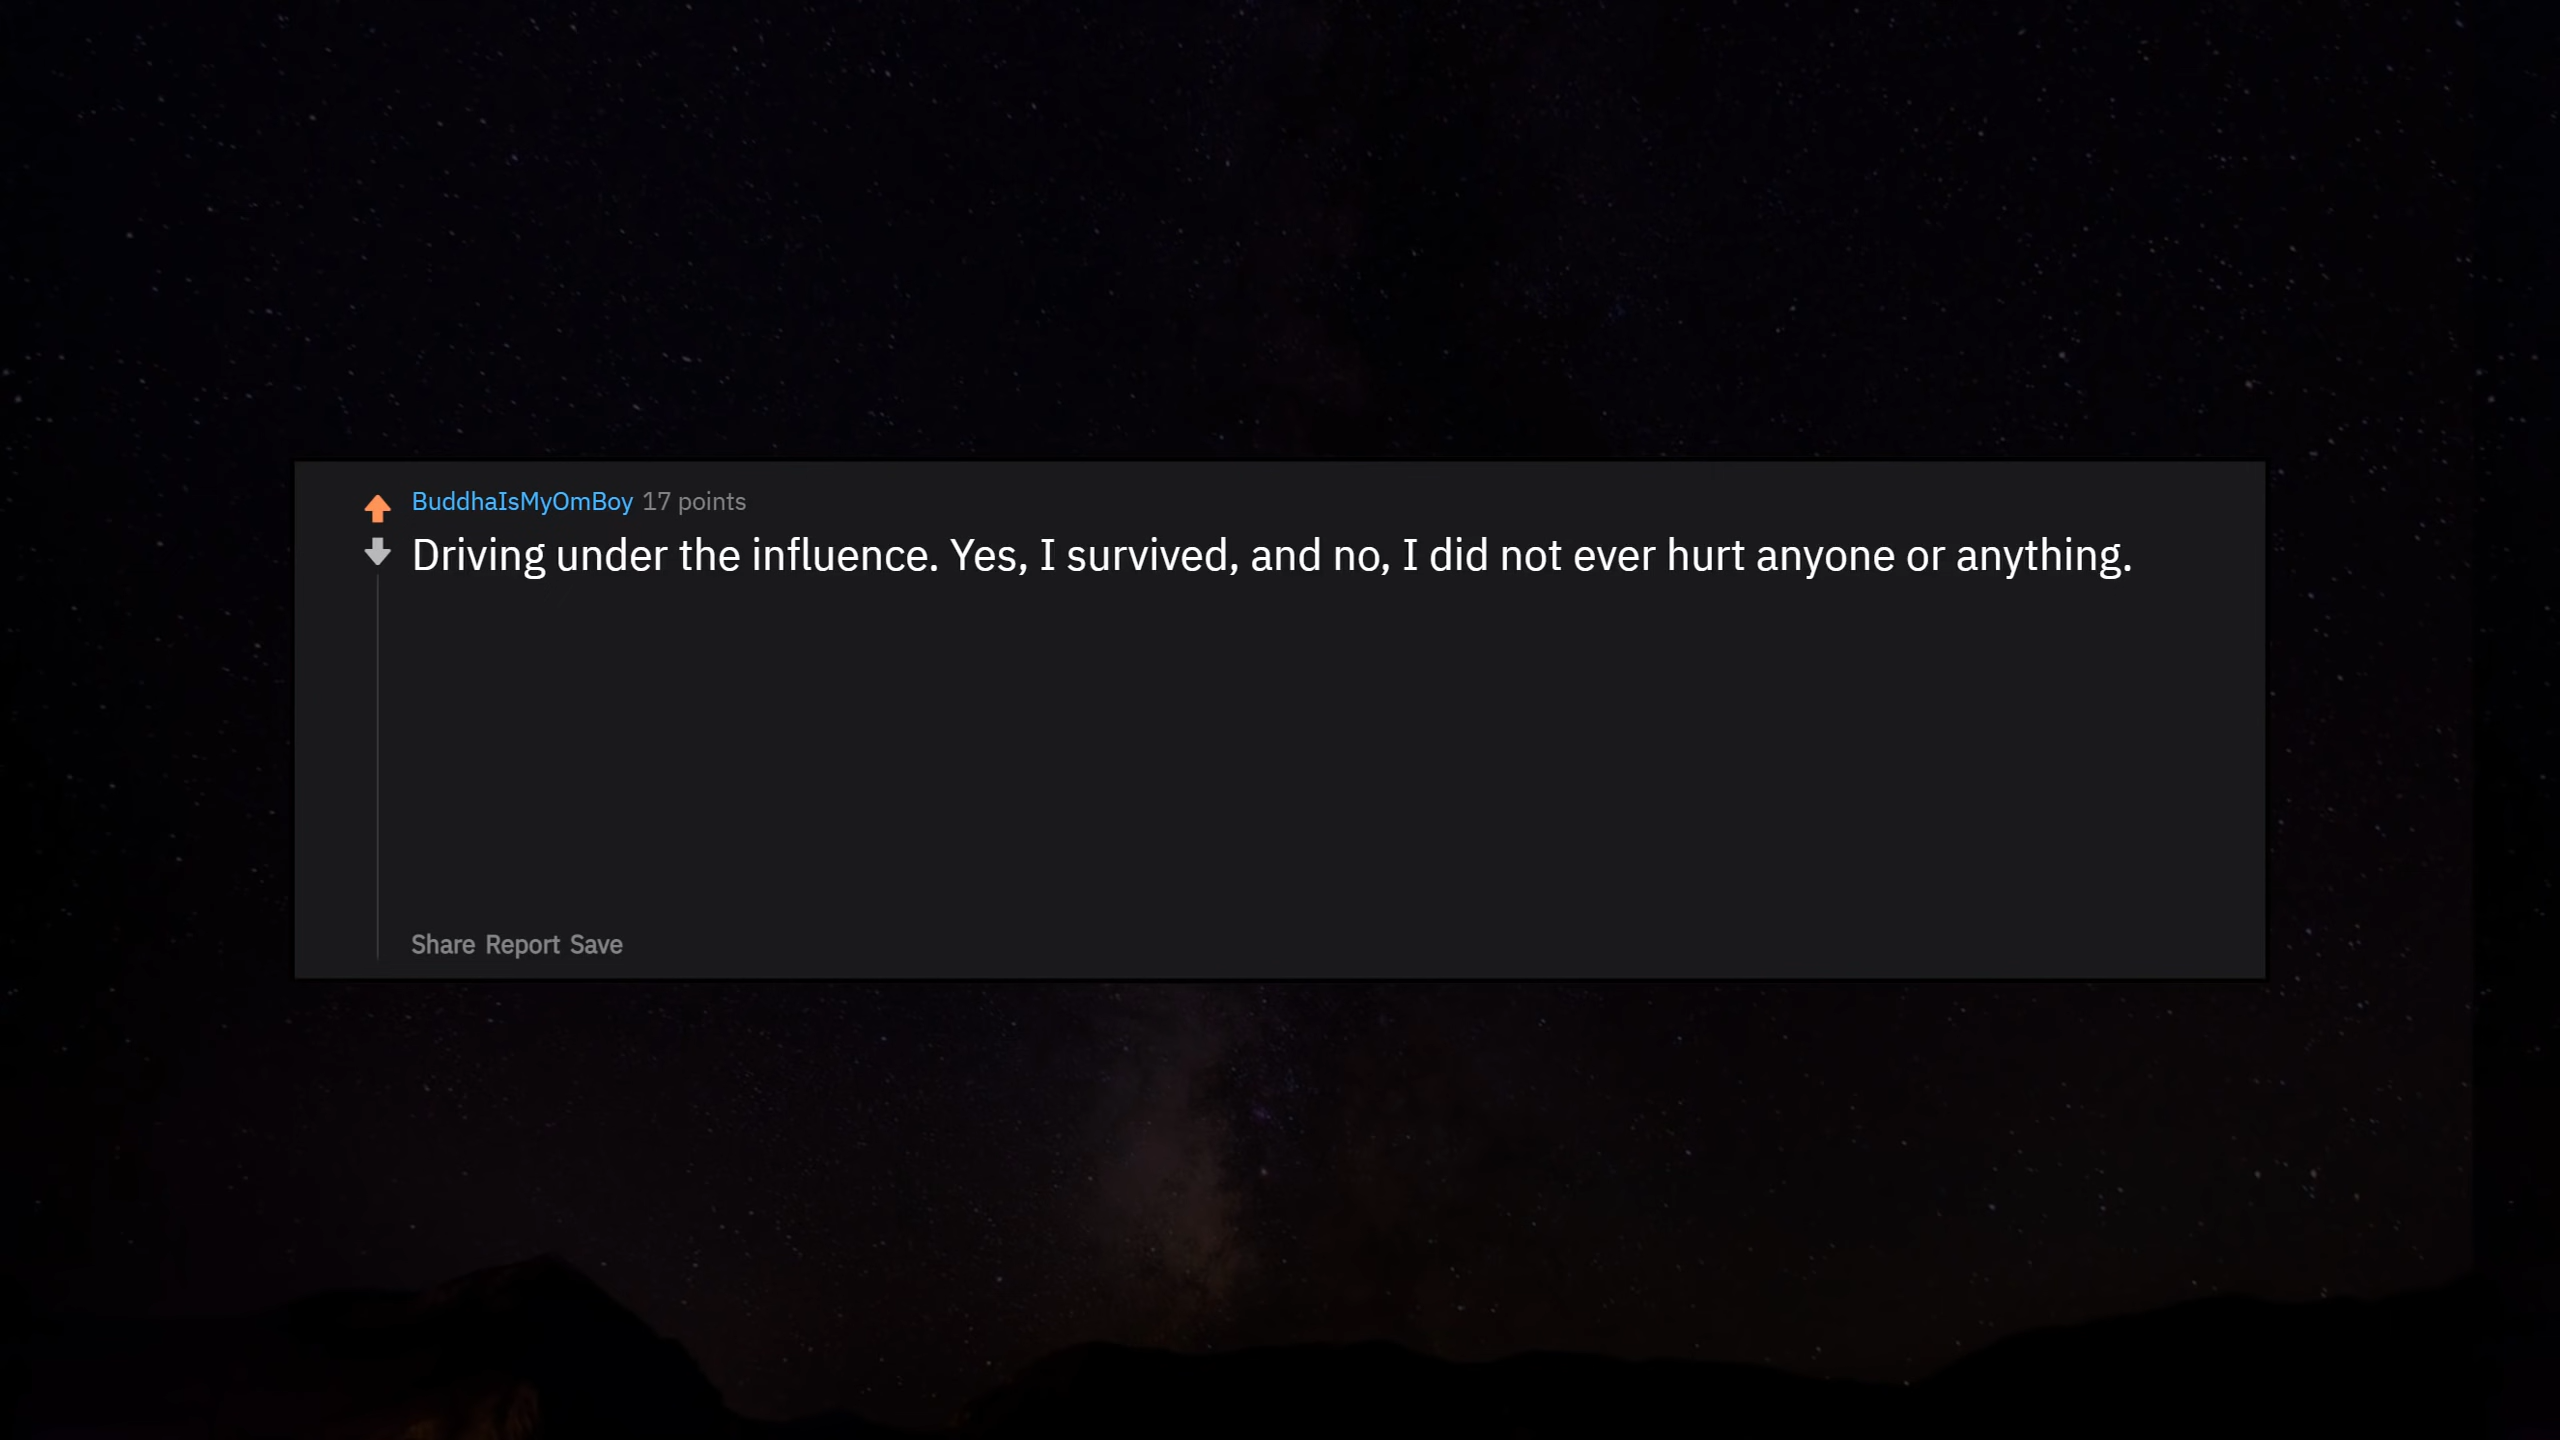 BuddhaIsMyOmBoy 17 points
Driving under the influence. Yes, I survived, and no, I did not ever hurt anyone or anything.
Share Report Save